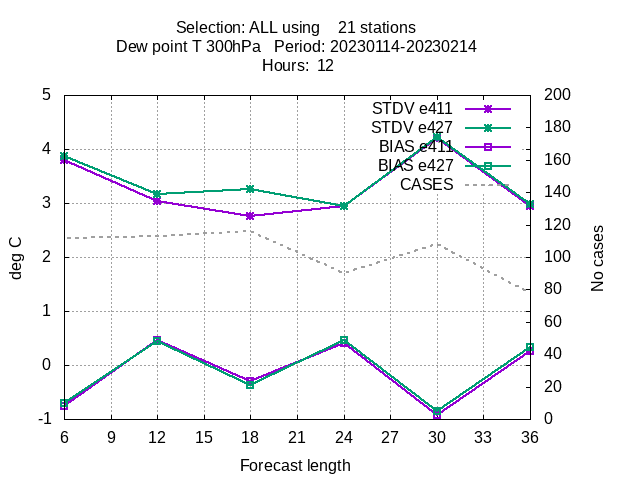 Selection: ALL using    21 stations
Dew point T 300hPa   Period: 20230114-20230214
Hours:  12
STDV e411
STDV e427
BIAS e411
BIAS e427
CASES
deg C
No cases
5
4
3
2
1
0
-1
200
180
160
140
120
100
80
60
40
20
0
6 9 12 15 18 21 24 27 30 33 36
Forecast length